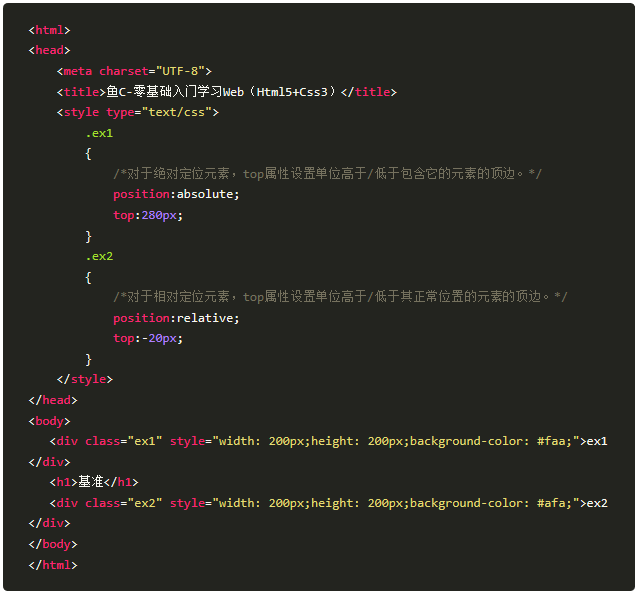 <html>
<head>
    <meta charset="UTF-8">
    <title>鱼C-零基础入门学习Web（Html5+Css3）</title>
    <style type="text/css">
        .ex1
        {
            /*对于绝对定位元素，top属性设置单位高于/低于包含它的元素的顶边。*/
            position:absolute;
            top:280px;
        }
        .ex2
        {
            /*对于相对定位元素，top属性设置单位高于/低于其正常位置的元素的顶边。*/
            position:relative;
            top:-20px;
        }
    </style>
</head>
<body>
   <div class="ex1" style="width: 200px;height: 200px;background-color: #faa;">ex1
</div>
   <h1>基准</h1>
   <div class="ex2" style="width: 200px;height: 200px;background-color: #afa;">ex2
</div>
</body>
</html>